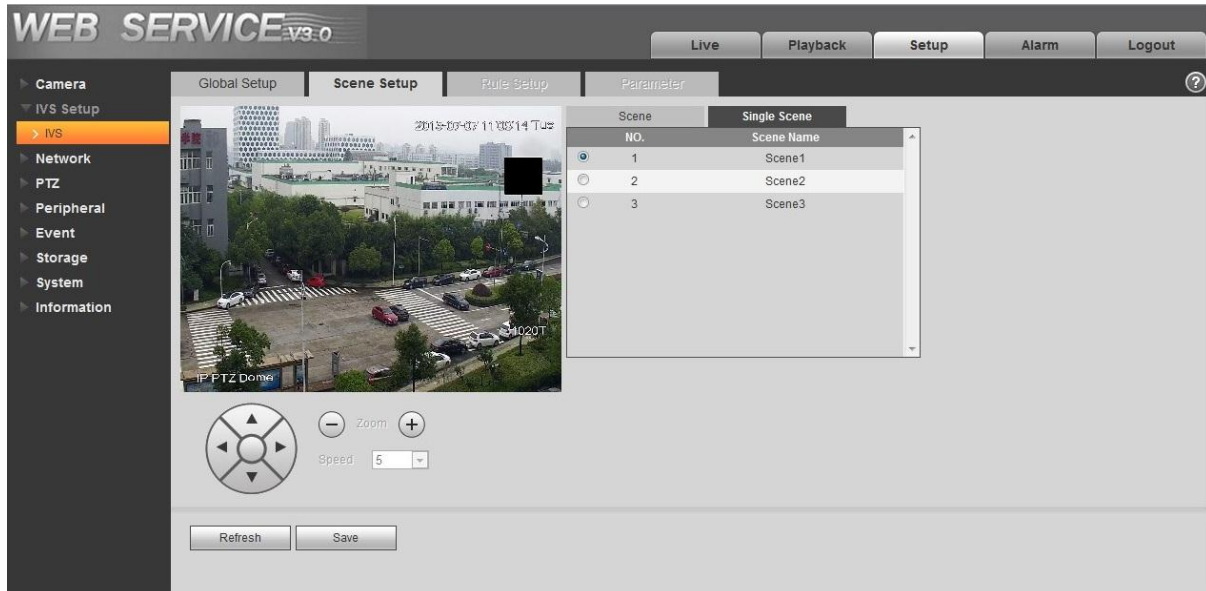 WEB SERVICE V3.0
Live
Playback
Setup
Alarm
Logout
Camera
IVS Setup
> IVS
Network
PTZ
Peripheral
Event
Storage
System
Information
Global Setup
Scene Setup
Rule Setup
Parameter
?
Tue
1020T
IP PTZ Dome
Scene
Single Scene
NO.
Scene Name
1
Scene1
2
Scene2
3
Scene3
Zoom
Speed
5
Refresh
Save